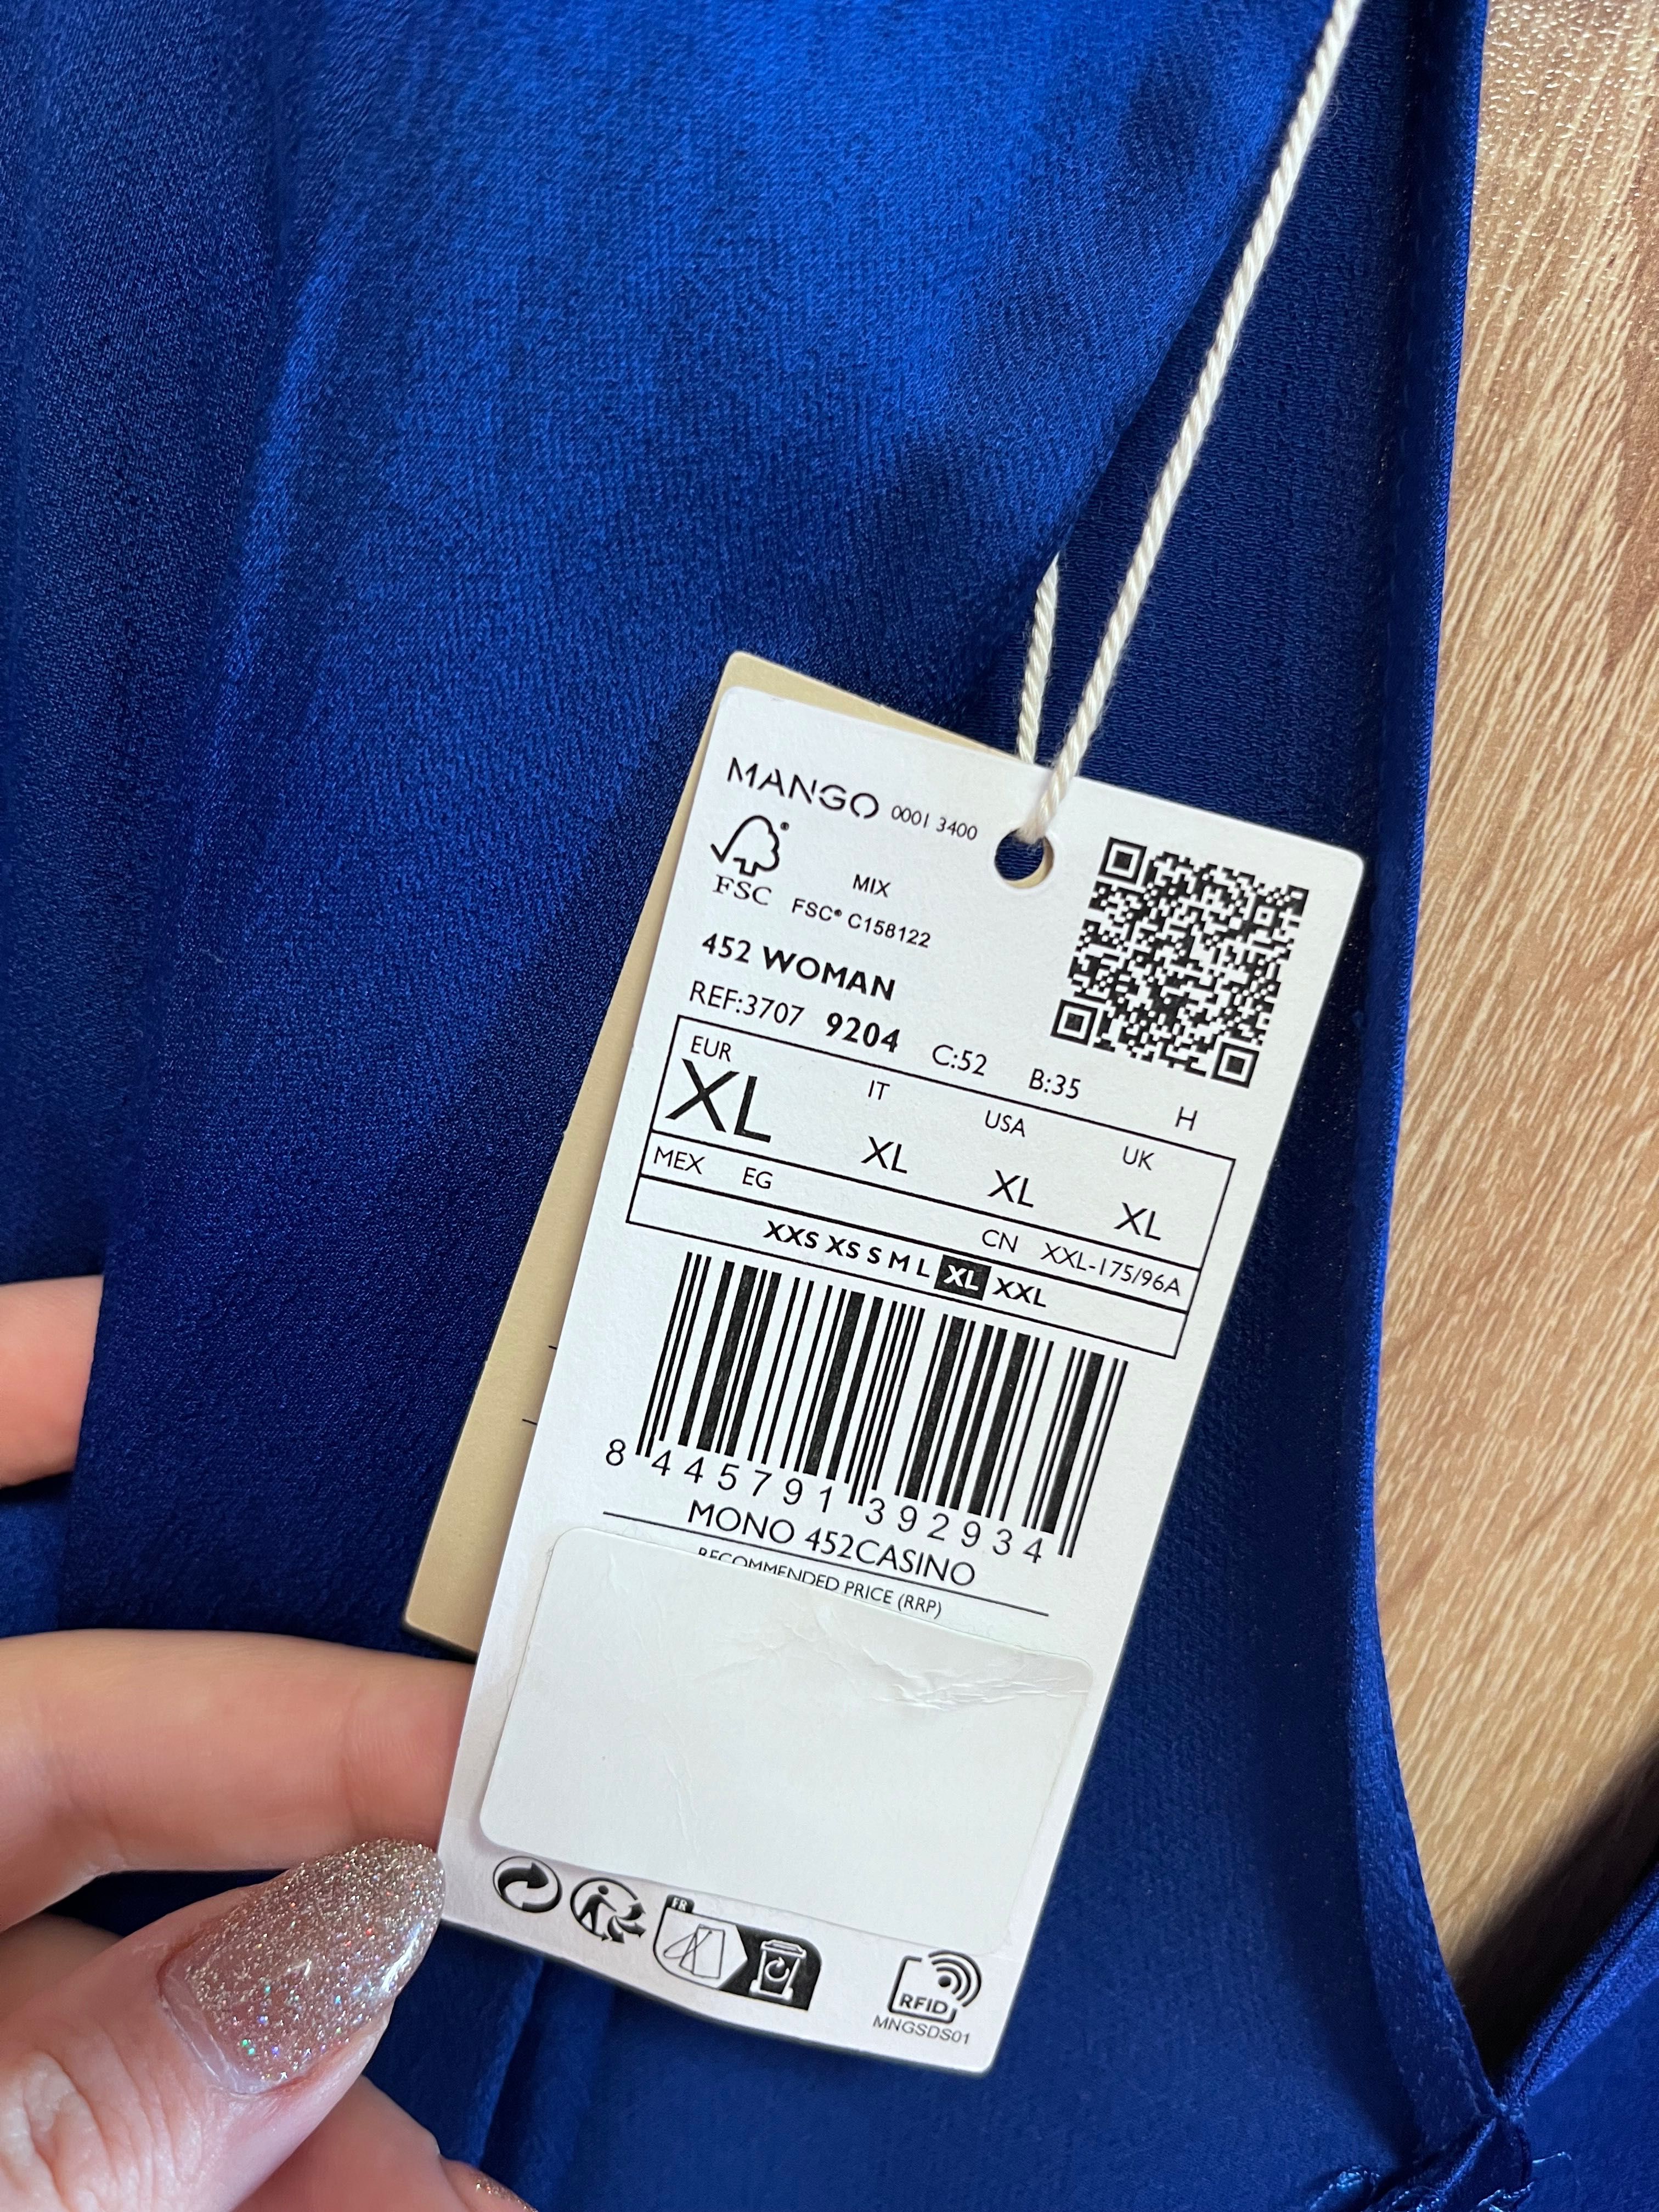 MANGO 0001 3400
FSC
MIX
FSC® C158122
452 WOMAN
REF:3707 9204 C:52 B:35 H
EUR IT USA UK
XL XL XL XL
MEX EG CN XXL-175/96A
XXS XS S M L XL XXL
8 445791 392934
MONO 452CASINO
RECOMMENDED PRICE (RRP)
FR
RFID
MNGSDS01